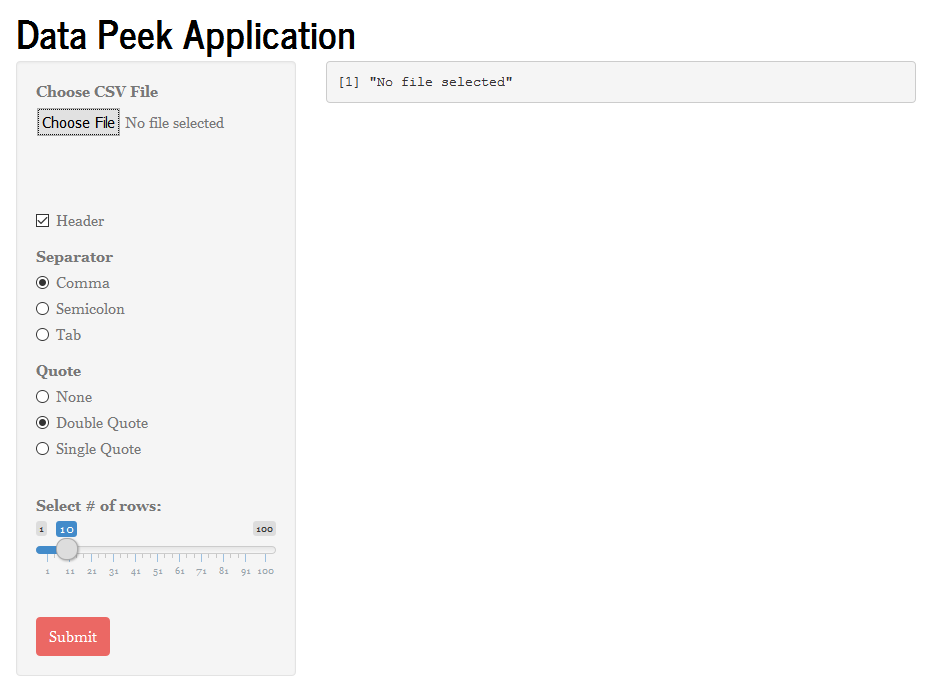 Data Peek Application
Choose CSV File
Choose File No file selected
[1] "No file selected"
Header
Separator
Comma
Semicolon
Tab
Quote
None
Double Quote
Single Quote
Select # of rows:
1 10 100
1 11 21 31 41 51 61 71 81 91 100
Submit